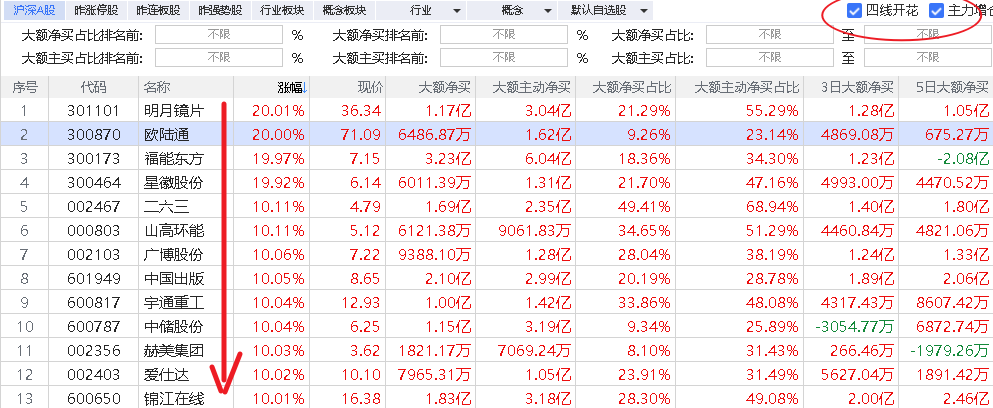 沪深A股 昨涨停股 昨连板股 昨强势股 行业板块 概念板块 行业 概念 默认自选股 四线开花 主力增仓
大额净买占比排名前: 不限 % 大额净买排名前: 不限 % 大额净买占比: 不限 至 不限
大额主买占比排名前: 不限 % 大额主买排名前: 不限 % 大额主买占比: 不限 至 不限
序号 代码 名称 涨幅↓ 现价 大额净买 大额主动净买 大额净买占比 大额主动净买占比 3日大额净买 5日大额净买
1 301101 明月镜片 20.01% 36.34 1.17亿 3.04亿 21.29% 55.29% 1.28亿 1.05亿
2 300870 欧陆通 20.00% 71.09 6486.87万 1.62亿 9.26% 23.14% 4869.08万 675.27万
3 300173 福能东方 19.97% 7.15 3.23亿 6.04亿 18.36% 34.30% 1.23亿 -2.08亿
4 300464 星徽股份 19.92% 6.14 6011.39万 1.31亿 21.70% 47.16% 4993.00万 4470.52万
5 002467 二六三 10.11% 4.79 1.69亿 2.35亿 49.41% 68.94% 1.40亿 1.80亿
6 000803 山高环能 10.11% 5.12 6121.38万 9061.83万 34.65% 51.29% 4460.84万 4821.06万
7 002103 广博股份 10.06% 7.22 9388.10万 1.28亿 28.04% 38.19% 1.24亿 1.33亿
8 601949 中国出版 10.05% 8.65 2.10亿 2.99亿 20.19% 28.78% 1.89亿 2.06亿
9 600817 宇通重工 10.04% 12.93 1.00亿 1.42亿 33.86% 48.08% 4317.43万 8607.42万
10 600787 中储股份 10.04% 6.25 1.15亿 3.19亿 9.34% 25.89% -3054.77万 6872.74万
11 002356 赫美集团 10.03% 3.62 1821.17万 7069.24万 8.10% 31.43% 266.46万 -1979.26万
12 002403 爱仕达 10.02% 10.10 7965.31万 1.05亿 23.91% 31.49% 5627.04万 1891.42万
13 600650 锦江在线 10.01% 16.38 1.83亿 3.18亿 28.30% 49.08% 2.00亿 2.46亿